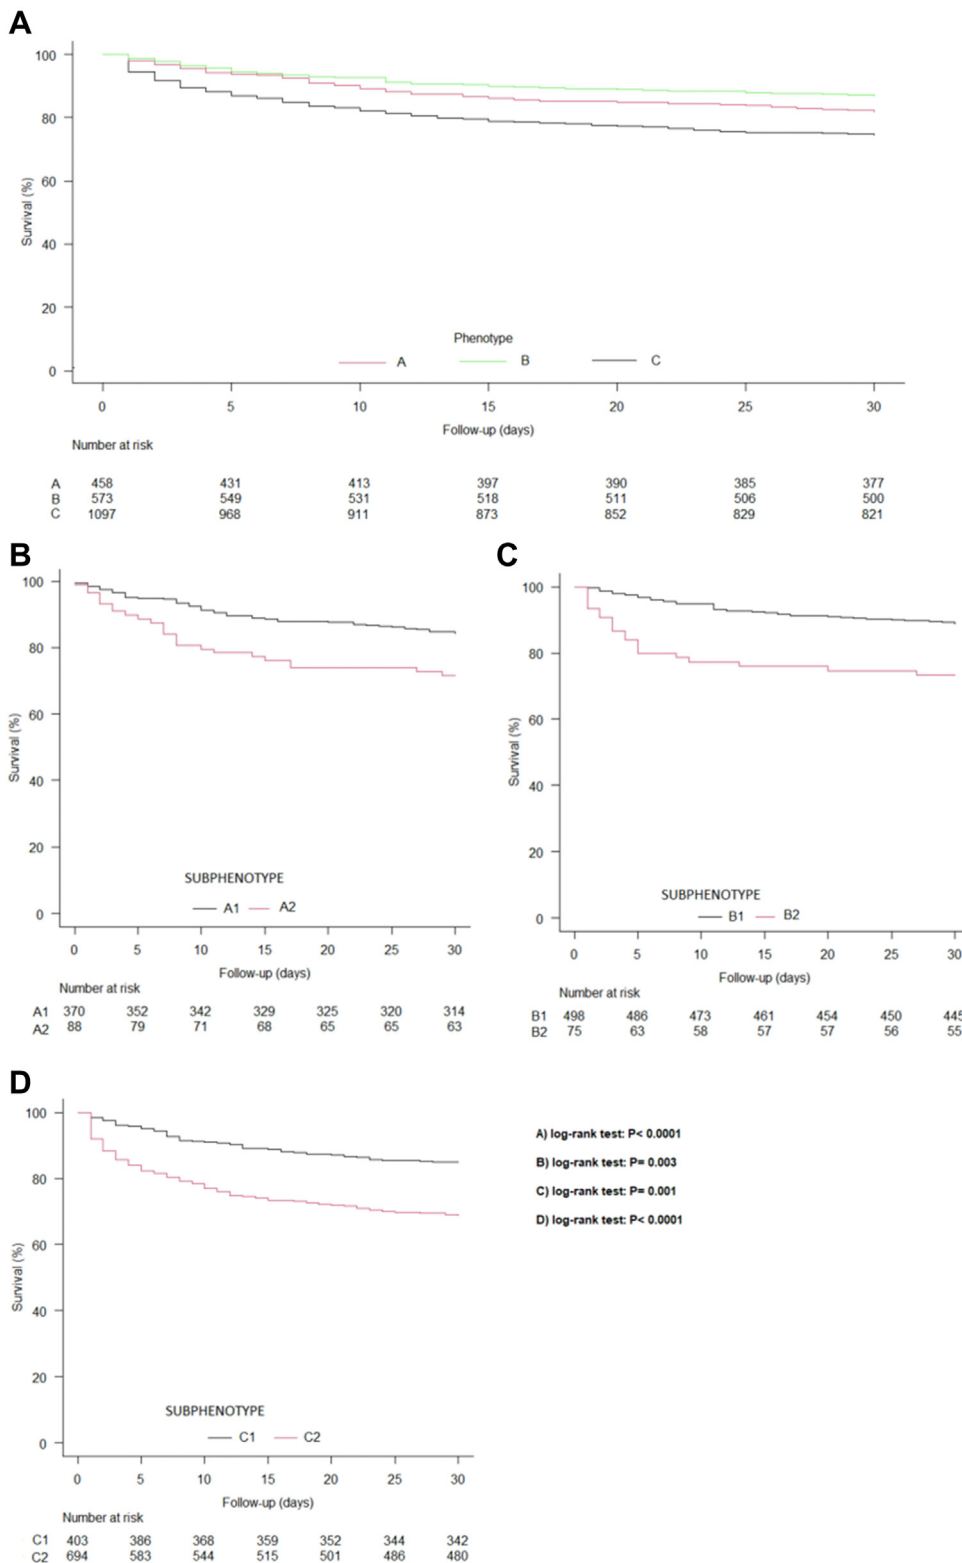 A
100
80
60
40
20
0
Survival (%)
Phenotype
A B C
0 5 10 15 20 25 30
Follow-up (days)
Number at risk
A 458 431 413 397 390 385 377
B 573 549 531 518 511 506 500
C 1097 968 911 873 852 829 821
B
100
80
60
40
20
0
Survival (%)
SUBPHENOTYPE
A1 A2
0 5 10 15 20 25 30
Follow-up (days)
Number at risk
A1 370 352 342 329 325 320 314
A2 88 79 71 68 65 65 63
C
100
80
60
40
20
0
Survival (%)
SUBPHENOTYPE
B1 B2
0 5 10 15 20 25 30
Follow-up (days)
Number at risk
B1 498 486 473 461 454 450 445
B2 75 63 58 57 57 56 55
D
100
80
60
40
20
0
Survival (%)
SUBPHENOTYPE
C1 C2
0 5 10 15 20 25 30
Follow-up (days)
Number at risk
C1 403 386 368 359 352 344 342
C2 694 583 544 515 501 486 480
A) log-rank test: P< 0.0001
B) log-rank test: P= 0.003
C) log-rank test: P= 0.001
D) log-rank test: P< 0.0001